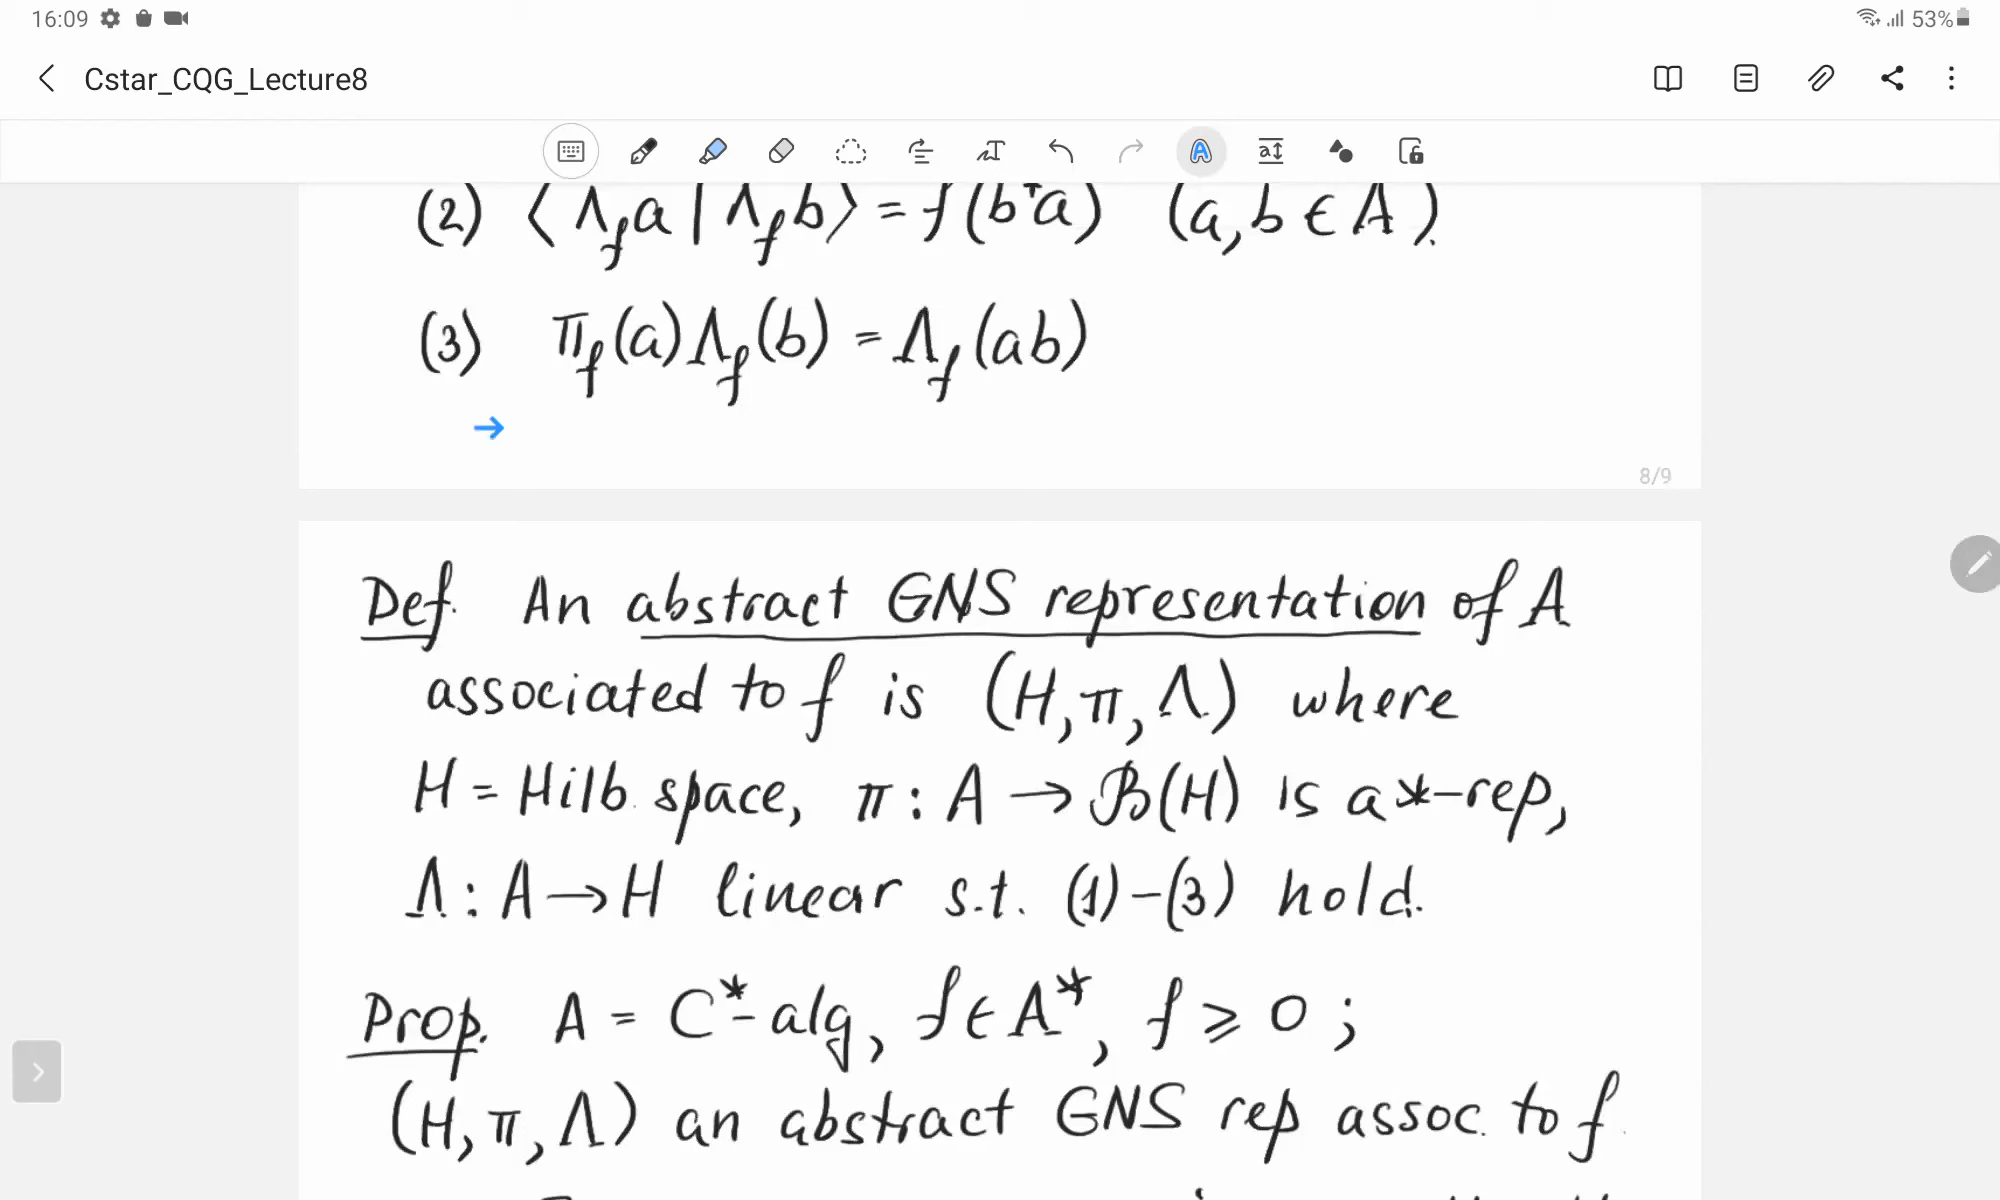 16:09 53%
Cstar_CQG_Lecture8
(2) ⟨Λ_f a | Λ_f b⟩ = f(b*a) (a, b ∈ A).
(3) π_f(a)Λ_f(b) = Λ_f(ab)
→
8/9
Def. An abstract GNS representation of A
associated to f is (H, π, Λ) where
H = Hilb. space, π : A → B(H) is a *-rep,
Λ : A → H linear s.t. (1)-(3) hold.
Prop. A = C*-alg, f ∈ A*, f ⩾ 0 ;
(H, π, Λ) an abstract GNS rep assoc. to f.